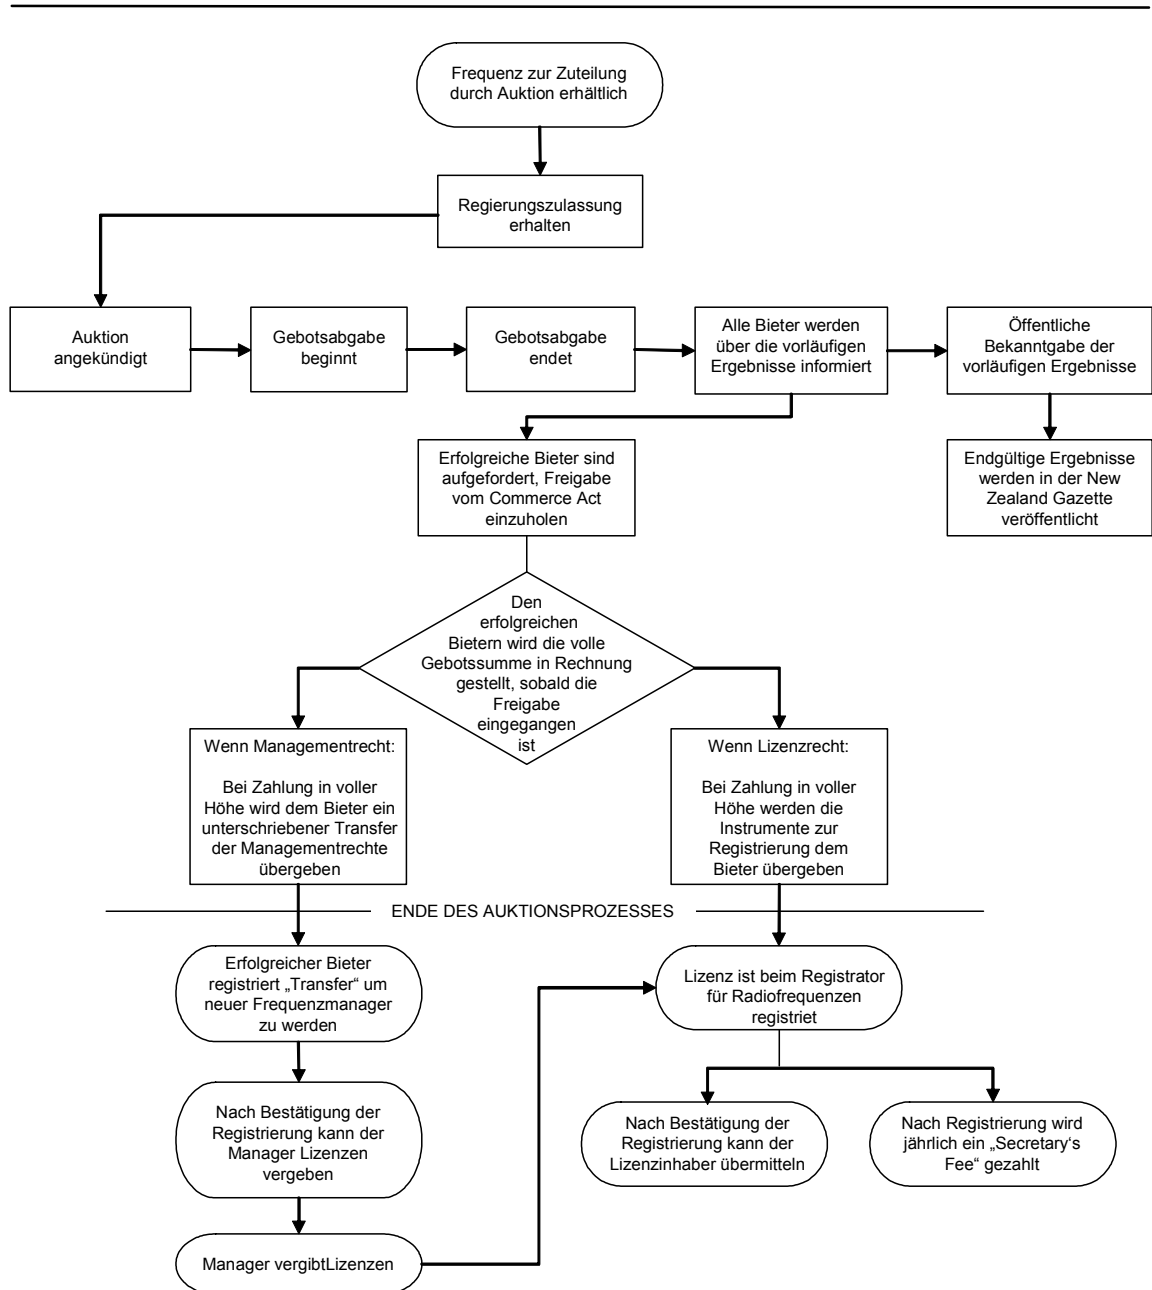 Frequenz zur Zuteilung
durch Auktion erhältlich
Regierungszulassung
erhalten
Auktion
angekündigt
Gebotsabgabe
beginnt
Gebotsabgabe
endet
Alle Bieter werden
über die vorläufigen
Ergebnisse informiert
Öffentliche
Bekanntgabe der
vorläufigen Ergebnisse
Erfolgreiche Bieter sind
aufgefordert, Freigabe
vom Commerce Act
einzuholen
Endgültige Ergebnisse
werden in der New
Zealand Gazette
veröffentlicht
Den
erfolgreichen
Bietern wird die volle
Gebotssumme in Rechnung
gestellt, sobald die
Freigabe
eingegangen
ist
Wenn Managementrecht:
Bei Zahlung in voller
Höhe wird dem Bieter ein
unterschriebener Transfer
der Managementrechte
übergeben
Wenn Lizenzrecht:
Bei Zahlung in voller
Höhe werden die
Instrumente zur
Registrierung dem
Bieter übergeben
ENDE DES AUKTIONSPROZESSES
Erfolgreicher Bieter
registriert „Transfer“ um
neuer Frequenzmanager
zu werden
Lizenz ist beim Registrator
für Radiofrequenzen
registriet
Nach Bestätigung der
Registrierung kann der
Manager Lizenzen
vergeben
Nach Bestätigung der
Registrierung kann der
Lizenzinhaber übermitteln
Nach Registrierung wird
jährlich ein „Secretary‘s
Fee“ gezahlt
Manager vergibtLizenzen